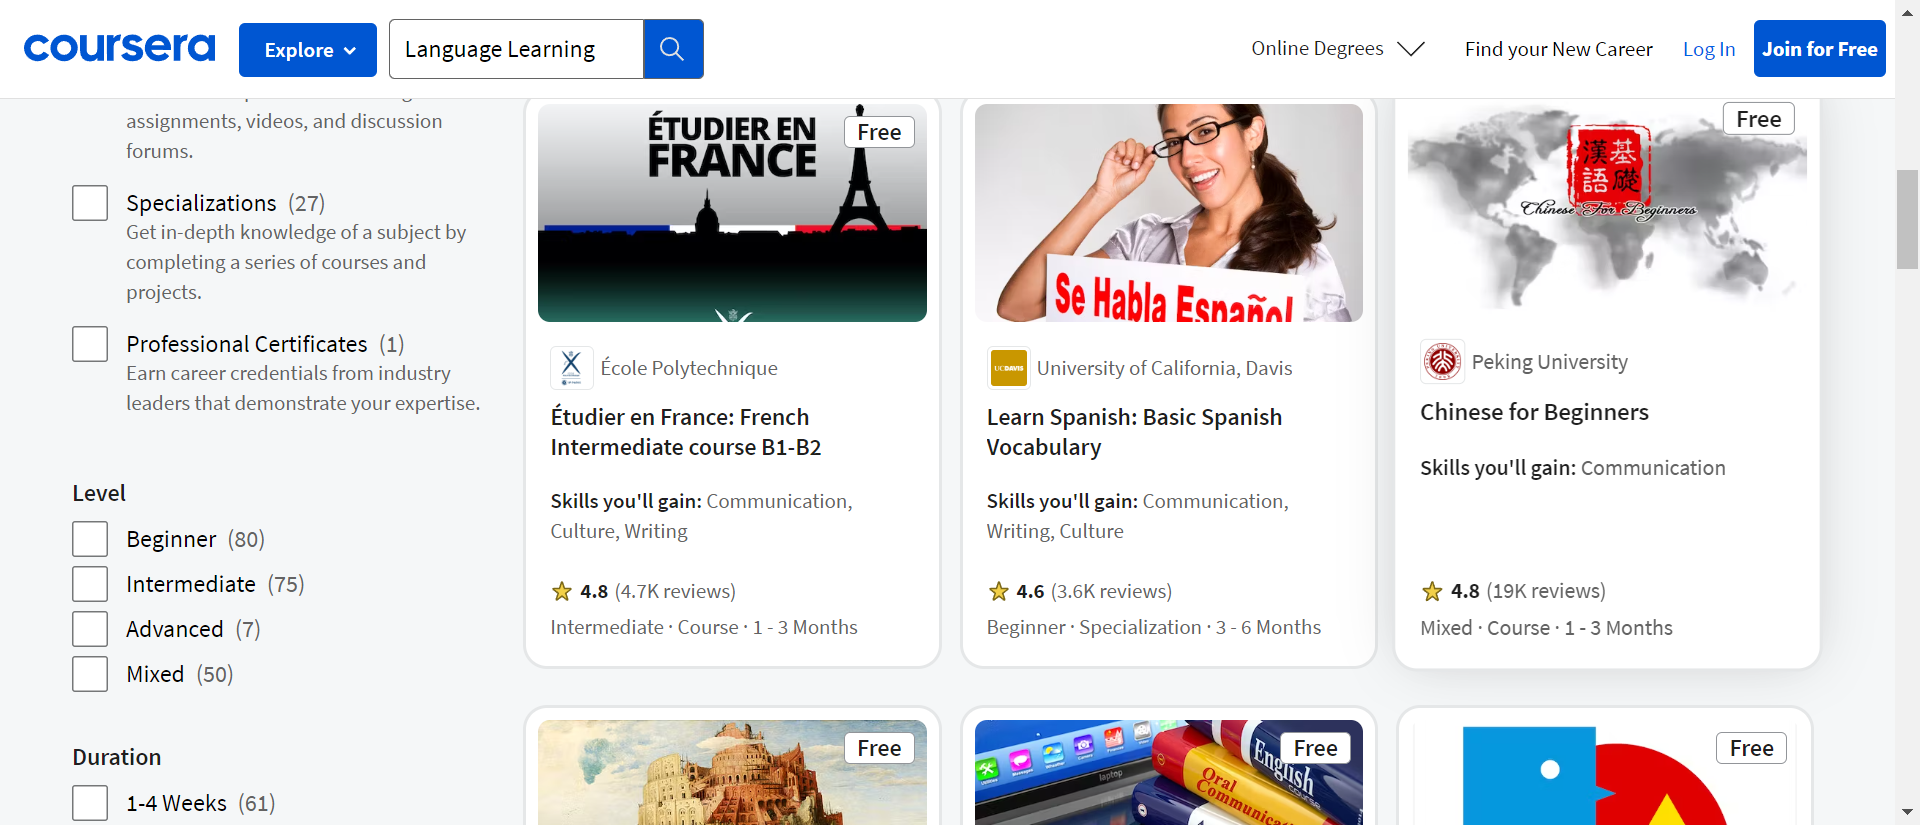 coursera
Explore
Language Learning
Online Degrees
Find your New Career
Log In
Join for Free
assignments, videos, and discussion
forums.
Specializations (27)
Get in-depth knowledge of a subject by
completing a series of courses and
projects.
Professional Certificates (1)
Earn career credentials from industry
leaders that demonstrate your expertise.
Level
Beginner (80)
Intermediate (75)
Advanced (7)
Mixed (50)
Duration
1-4 Weeks (61)
ÉTUDIER EN
FRANCE
Free
École Polytechnique
Étudier en France: French
Intermediate course B1-B2
Skills you'll gain: Communication,
Culture, Writing
4.8 (4.7K reviews)
Intermediate · Course · 1 - 3 Months
Se Habla Español
UCDAVIS
University of California, Davis
Learn Spanish: Basic Spanish
Vocabulary
Skills you'll gain: Communication,
Writing, Culture
4.6 (3.6K reviews)
Beginner · Specialization · 3 - 6 Months
Free
漢基
語礎
Chinese For Beginners
Peking University
Chinese for Beginners
Skills you'll gain: Communication
4.8 (19K reviews)
Mixed · Course · 1 - 3 Months
Free
Free
laptop
Oral
English
COURSE
Free